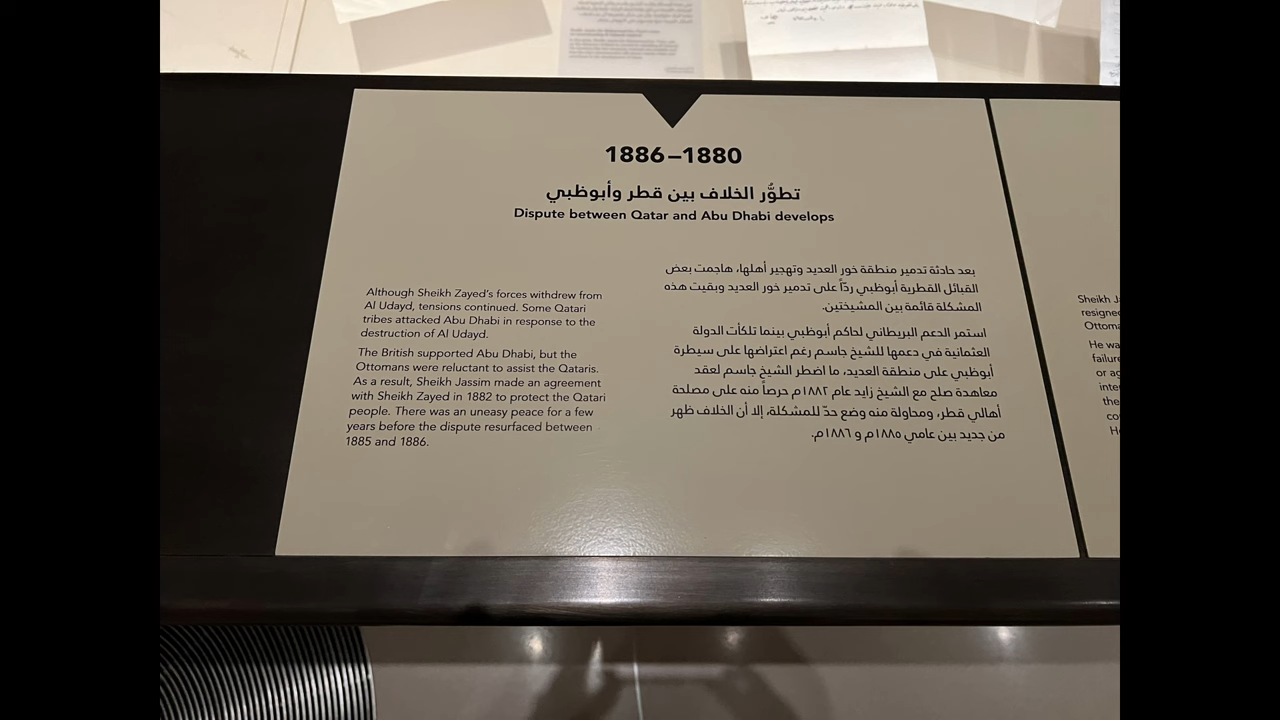 1886–1880
تطوُّر الخلاف بين قطر وأبوظبي
Dispute between Qatar and Abu Dhabi develops
بعد حادثة تدمير منطقة خور العديد وتهجير أهلها، هاجمت بعض
القبائل القطرية أبوظبي ردّاً على تدمير خور العديد وبقيت هذه
المشكلة قائمة بين المشيختين.
استمر الدعم البريطاني لحاكم أبوظبي بينما تلكأت الدولة
العثمانية في دعمها للشيخ جاسم رغم اعتراضها على سيطرة
أبوظبي على منطقة العديد، ما اضطر الشيخ جاسم لعقد
معاهدة صلح مع الشيخ زايد عام ١٨٨٢م حرصاً منه على مصلحة
أهالي قطر، ومحاولة منه وضع حدّ للمشكلة، إلا أن الخلاف ظهر
من جديد بين عامي ١٨٨٥م و ١٨٨٦م.
Although Sheikh Zayed's forces withdrew from
Al Udayd, tensions continued. Some Qatari
tribes attacked Abu Dhabi in response to the
destruction of Al Udayd.
The British supported Abu Dhabi, but the
Ottomans were reluctant to assist the Qataris.
As a result, Sheikh Jassim made an agreement
with Sheikh Zayed in 1882 to protect the Qatari
people. There was an uneasy peace for a few
years before the dispute resurfaced between
1885 and 1886.
Sheikh
resigne
Ottoma
He wa
failur
or ag
inte
the
co
H